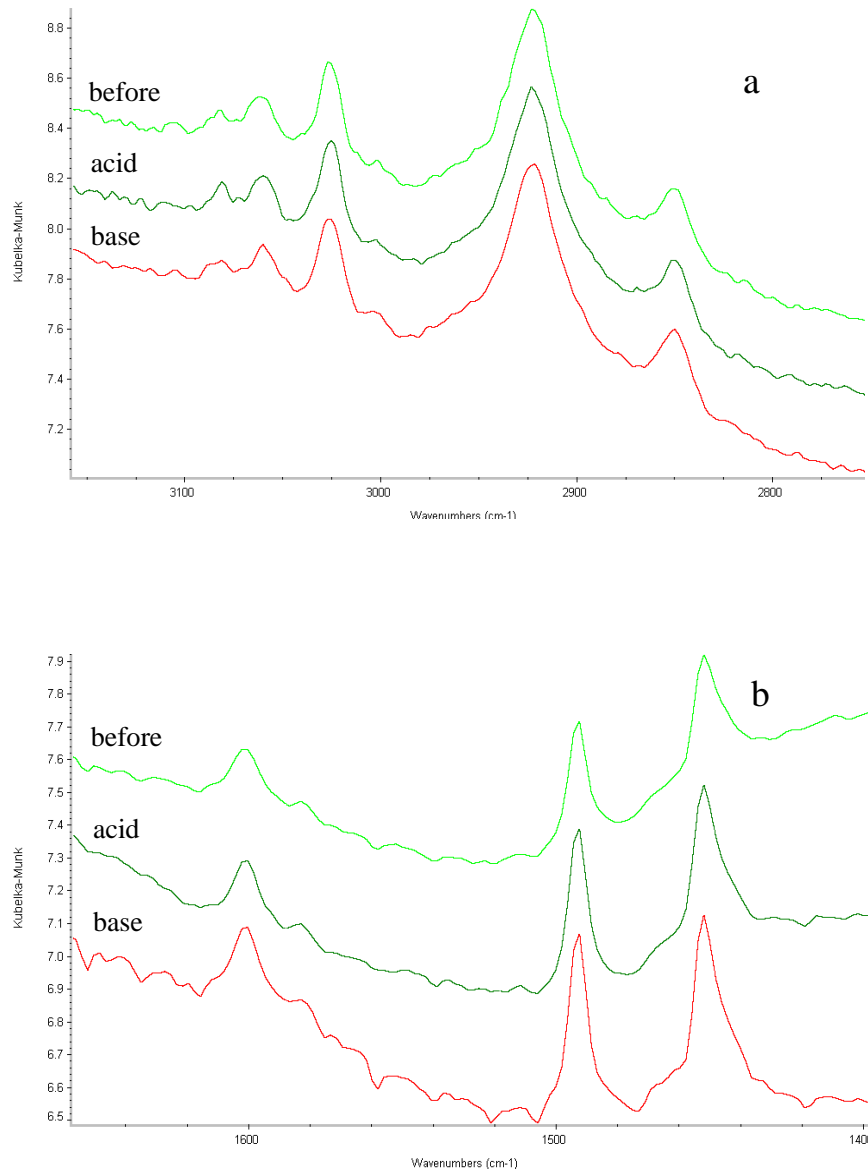 8.8
8.6
8.4
8.2
8.0
7.8
7.6
7.4
7.2
Kubelka-Munk
before
acid
base
a
3100
3000
2900
2800
Wavenumbers (cm-1)
7.9
7.8
7.7
7.6
7.5
7.4
7.3
7.2
7.1
7.0
6.9
6.8
6.7
6.6
6.5
Kubelka-Munk
before
acid
base
b
1600
1500
Wavenumbers (cm-1)